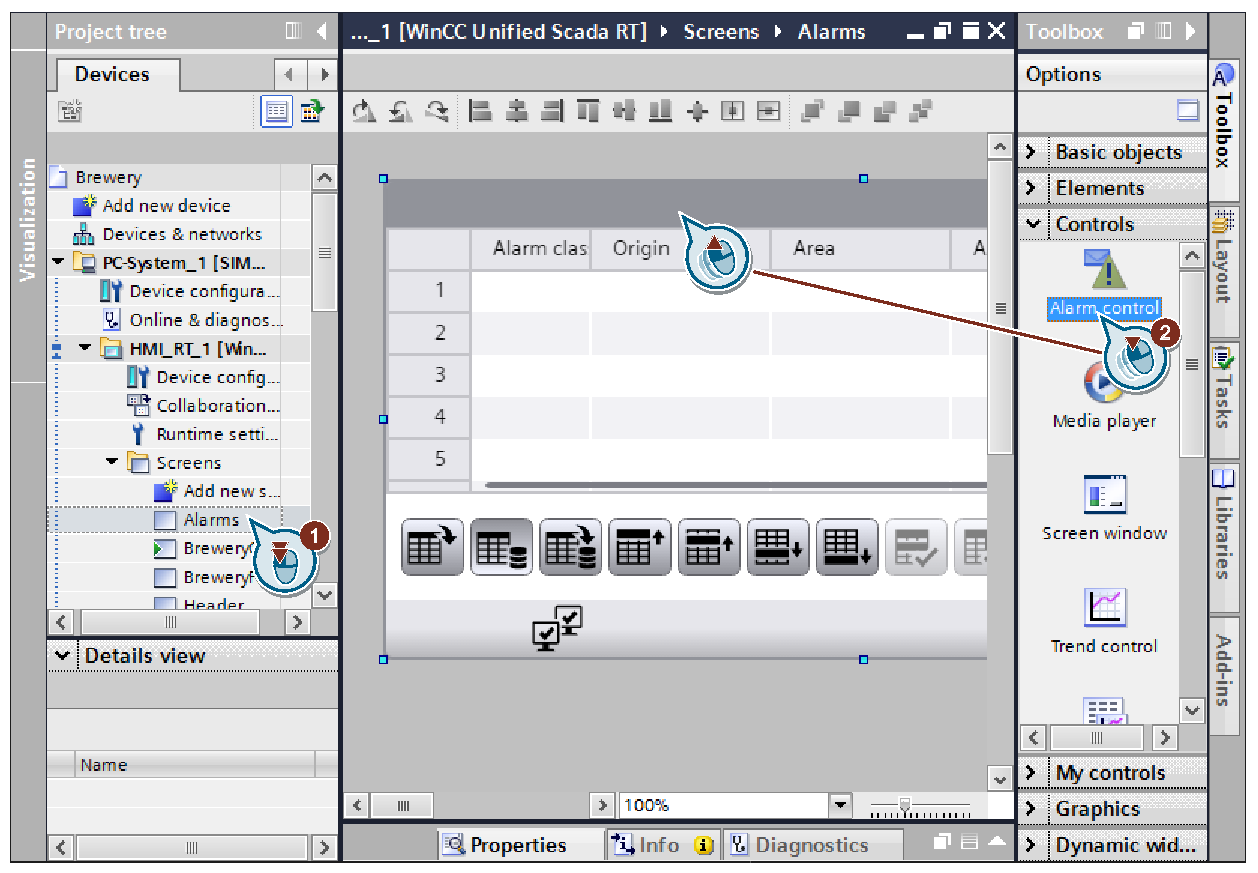 Project tree
..._1 [WinCC Unified Scada RT] Screens Alarms
Toolbox
Devices
Options
Visualization
Brewery
Add new device
Devices & networks
PC-System_1 [SIM...
Device configura...
Online & diagnos...
HMI_RT_1 [Win...
Device config...
Collaboration...
Runtime setti...
Screens
Add new s...
Alarms
1
Brewery
BreweryF
Header
Details view
Name
Alarm clas Origin Area A
1
2
3
4
5
100%
Properties Info Diagnostics
Basic objects
Elements
Controls
Alarm control
2
Media player
Screen window
Trend control
My controls
Graphics
Dynamic wid...
Toolbox
Layout
Tasks
Libraries
Add-ins